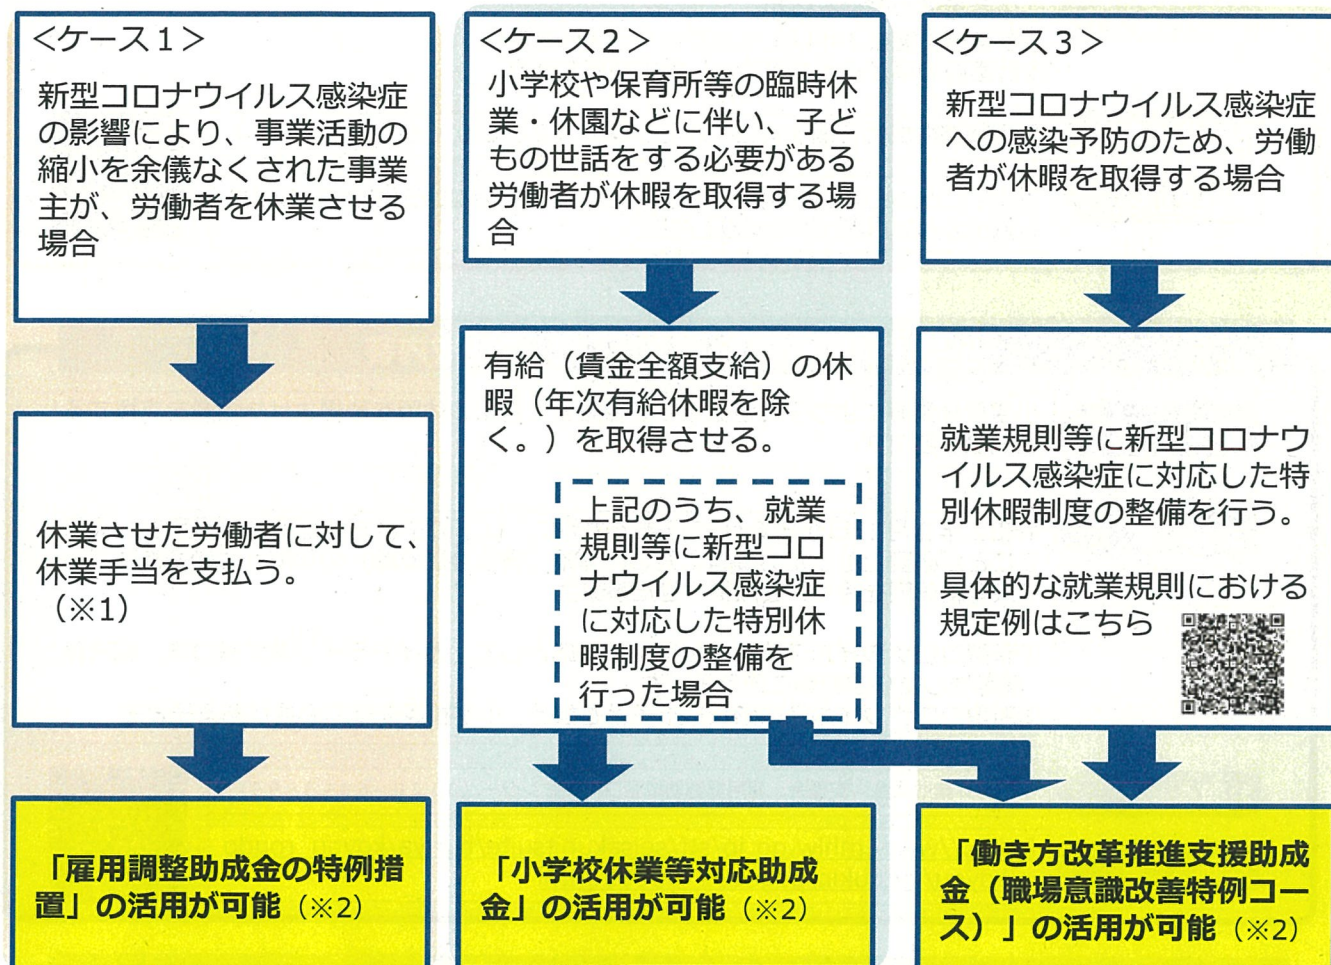 <ケース1>
新型コロナウイルス感染症
の影響により、事業活動の
縮小を余儀なくされた事業
主が、労働者を休業させる
場合
休業させた労働者に対して、
休業手当を支払う。
(※1)
「雇用調整助成金の特例措
置」の活用が可能(※2)
<ケース2>
小学校や保育所等の臨時休
業・休園などに伴い、子ど
もの世話をする必要がある
労働者が休暇を取得する場
合
有給(賃金全額支給)の休
暇(年次有給休暇を除
く。)を取得させる。
上記のうち、就業
規則等に新型コロ
ナウイルス感染症
に対応した特別休
暇制度の整備を
行った場合
「小学校休業等対応助成
金」の活用が可能(※2)
<ケース3>
新型コロナウイルス感染症
への感染予防のため、労働
者が休暇を取得する場合
就業規則等に新型コロナウ
イルス感染症に対応した特
別休暇制度の整備を行う。
具体的な就業規則における
規定例はこちら
「働き方改革推進支援助成
金(職場意識改善特例コー
ス)」の活用が可能(※2)